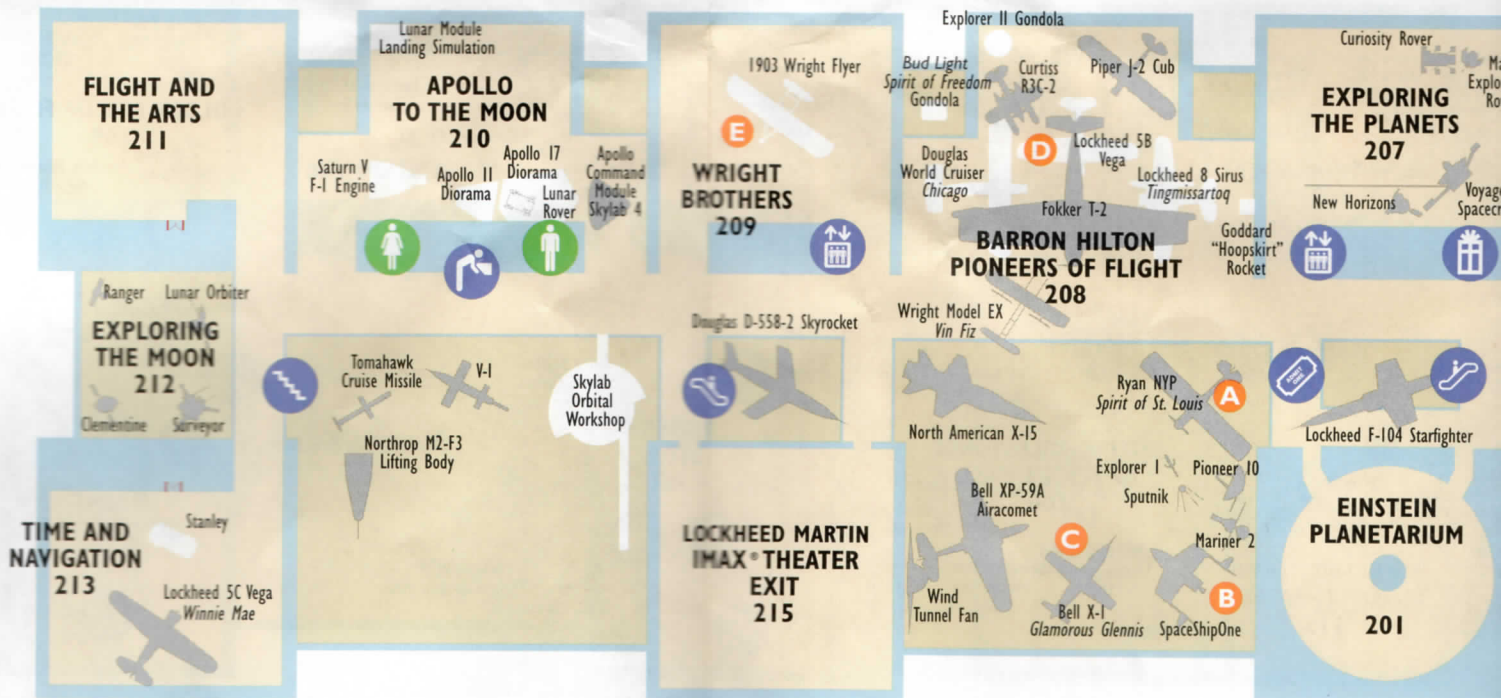 FLIGHT AND
THE ARTS
211
Lunar Module
Landing Simulation
APOLLO
TO THE MOON
210
Saturn V
F-1 Engine
Apollo 11
Diorama
Apollo 17
Diorama
Lunar
Rover
Apollo
Command
Module
Skylab 4
1903 Wright Flyer
E
WRIGHT
BROTHERS
209
Explorer II Gondola
Bud Light
Spirit of Freedom
Gondola
Curtiss
R3C-2
Piper J-2 Cub
D
Lockheed 5B
Vega
Douglas
World Cruiser
Chicago
Lockheed 8 Sirus
Tingmissartoq
Fokker T-2
BARRON HILTON
PIONEERS OF FLIGHT
208
Wright Model EX
Vin Fiz
Curiosity Rover
EXPLORING
THE PLANETS
207
New Horizons
Goddard
"Hoopskirt"
Rocket
Ranger
Lunar Orbiter
EXPLORING
THE MOON
212
Clementine
Surveyor
Tomahawk
Cruise Missile
V-1
Northrop M2-F3
Lifting Body
Skylab
Orbital
Workshop
Douglas D-558-2 Skyrocket
North American X-15
Ryan NYP
Spirit of St. Louis
A
ADMIT
ONE
Lockheed F-104 Starfighter
Explorer 1
Pioneer 10
Sputnik
Bell XP-59A
Airacomet
C
Mariner 2
B
Wind
Tunnel Fan
Bell X-1
Glamorous Glennis
SpaceShipOne
TIME AND
NAVIGATION
213
Stanley
Lockheed 5C Vega
Winnie Mae
LOCKHEED MARTIN
IMAX® THEATER
EXIT
215
EINSTEIN
PLANETARIUM
201